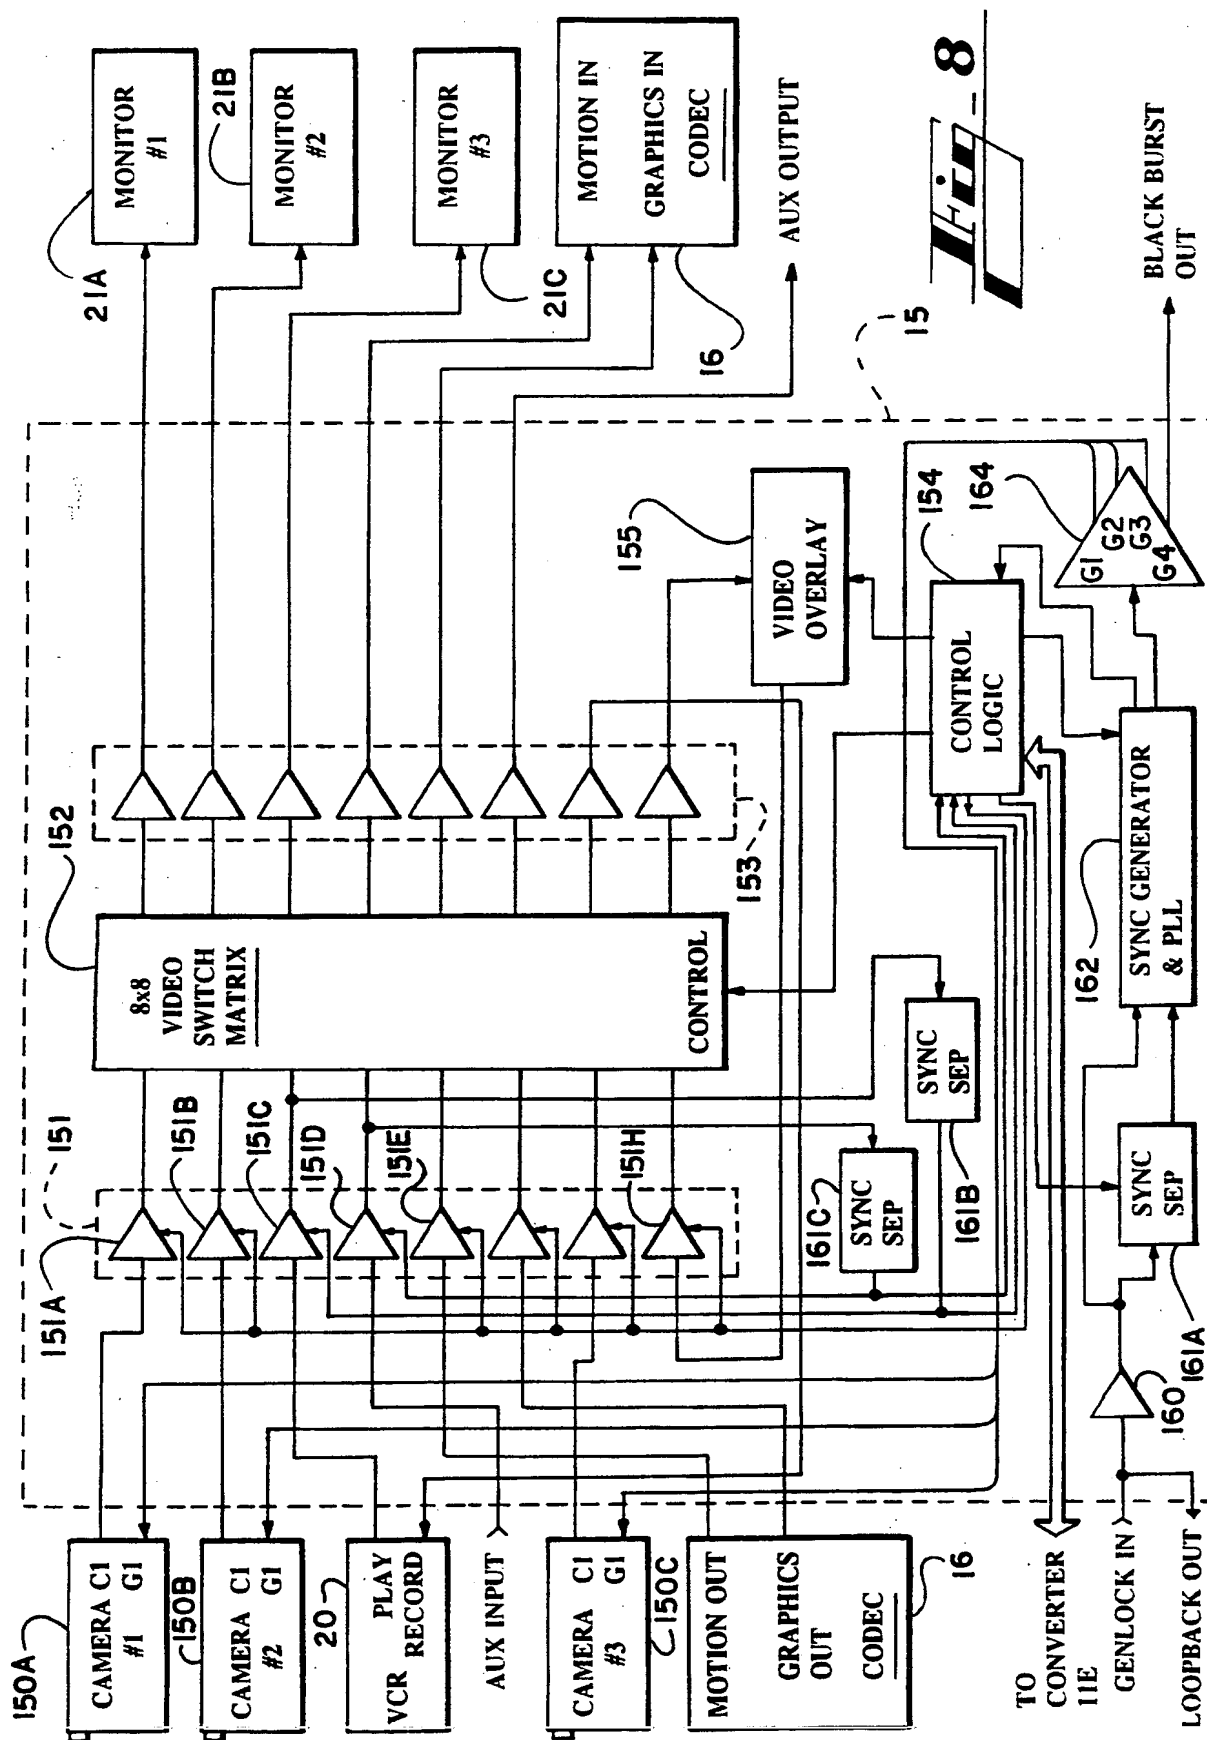 150A
CAMERA C1
#1 G1
150B
CAMERA C1
#2 G1
20
PLAY
VCR
RECORD
AUX INPUT
CAMERA C1
#3 G1
150C
MOTION OUT
GRAPHICS
OUT
CODEC
16
TO
CONVERTER
11E
GENLOCK IN
LOOPBACK OUT
151
151A
151B
151C
151D
151E
151H
152
8x8
VIDEO
SWITCH
MATRIX
CONTROL
153
161C
SYNC
SEP
SYNC
SEP
161B
160
SYNC
SEP
161A
155
VIDEO
OVERLAY
154
CONTROL
LOGIC
162
SYNC GENERATOR
& PLL
164
G1
G2
G3
G4
15
21A
MONITOR
#1
21B
MONITOR
#2
MONITOR
#3
21C
MOTION IN
GRAPHICS IN
CODEC
16
AUX OUTPUT
BLACK BURST
OUT
Fig_8